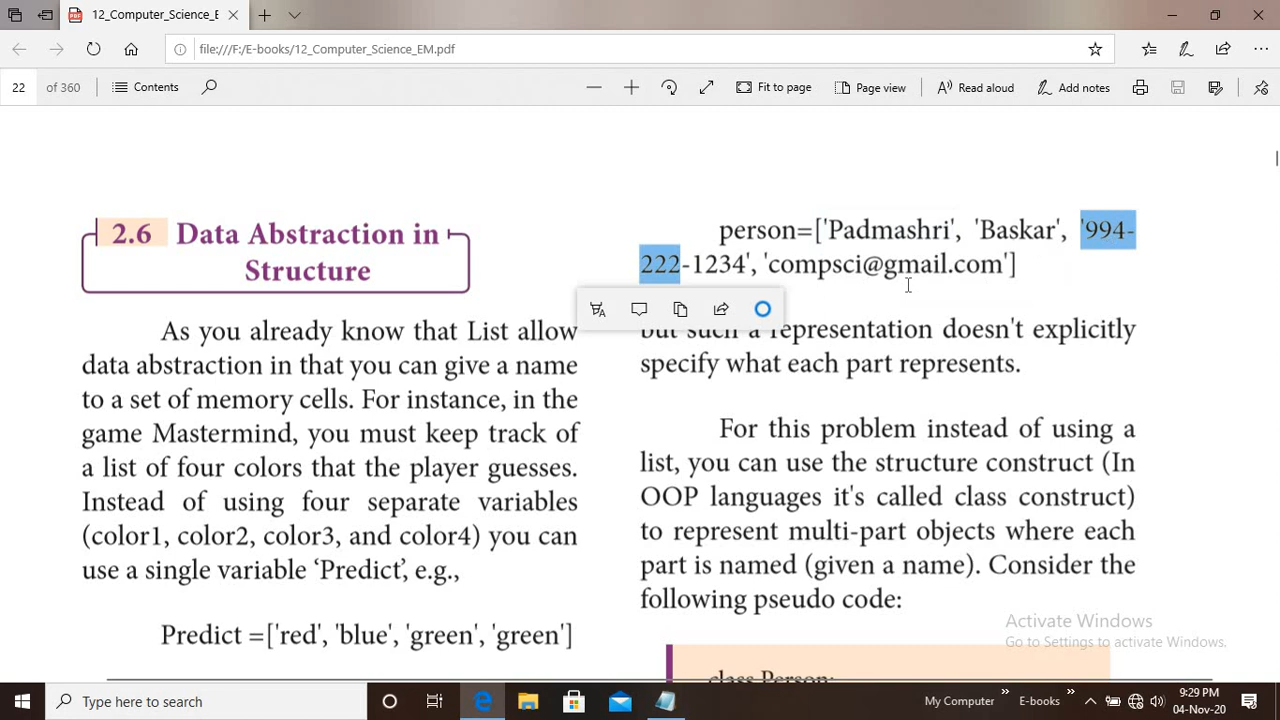 12_Computer_Science_E
file:///F:/E-books/12_Computer_Science_EM.pdf
22 of 360 Contents Fit to page Page view Read aloud Add notes
2.6 Data Abstraction in
Structure
As you already know that List allow
data abstraction in that you can give a name
to a set of memory cells. For instance, in the
game Mastermind, you must keep track of
a list of four colors that the player guesses.
Instead of using four separate variables
(color1, color2, color3, and color4) you can
use a single variable ‘Predict’, e.g.,
Predict =['red', 'blue', 'green', 'green']
person=['Padmashri', 'Baskar', '994-
222-1234', 'compsci@gmail.com']
but such a representation doesn't explicitly
specify what each part represents.
For this problem instead of using a
list, you can use the structure construct (In
OOP languages it's called class construct)
to represent multi-part objects where each
part is named (given a name). Consider the
following pseudo code:
class Person:
Activate Windows
Go to Settings to activate Windows.
Type here to search
My Computer
E-books
9:29 PM
04-Nov-20